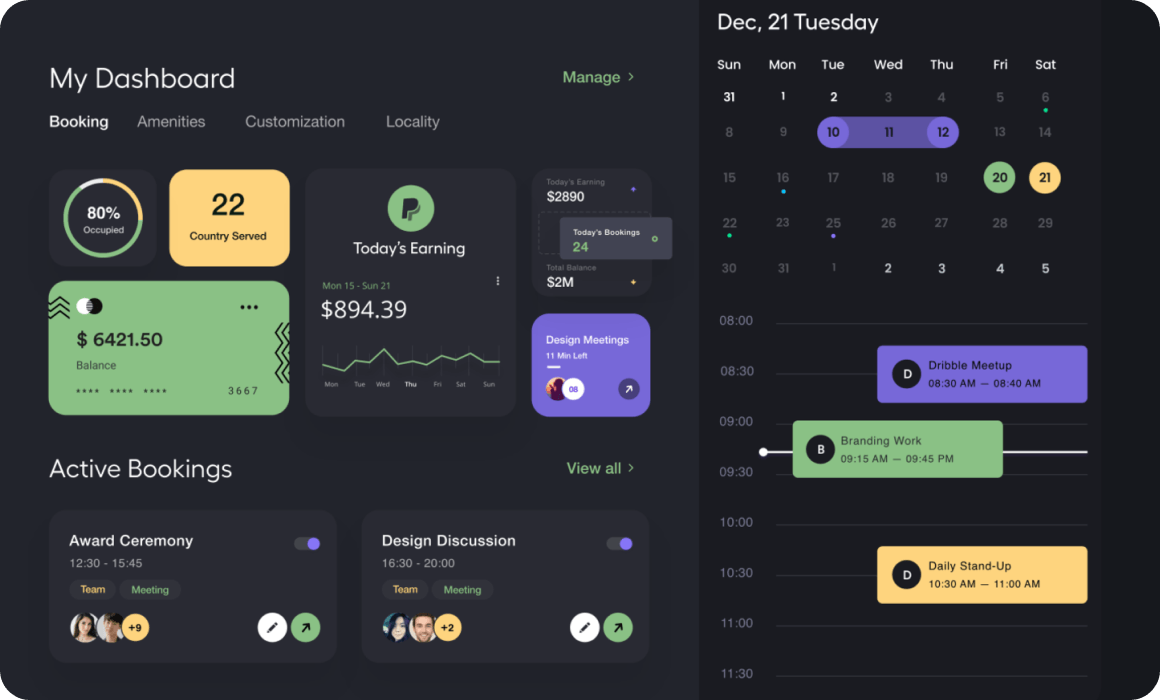 My Dashboard
Manage >
Booking Amenities Customization Locality
80%
Occupied
22
Country Served
$ 6421.50
Balance
**** **** **** 3667
Today's Earning
Mon 15 - Sun 21
$894.39
Mon Tue Wed Thu Fri Sat Sun
Today's Earning
$2890
Today's Bookings
24
Total Balance
$2M
Design Meetings
11 Min Left
08
Active Bookings
View all >
Award Ceremony
12:30 - 15:45
Team Meeting
+9
Design Discussion
16:30 - 20:00
Team Meeting
+2
Dec, 21 Tuesday
Sun Mon Tue Wed Thu Fri Sat
31 1 2 3 4 5 6
8 9 10 11 12 13 14
15 16 17 18 19 20 21
22 23 25 26 27 28 29
30 31 1 2 3 4 5
08:00
08:30
D
Dribble Meetup
08:30 AM — 08:40 AM
09:00
B
Branding Work
09:15 AM — 09:45 PM
09:30
10:00
10:30
D
Daily Stand-Up
10:30 AM — 11:00 AM
11:00
11:30